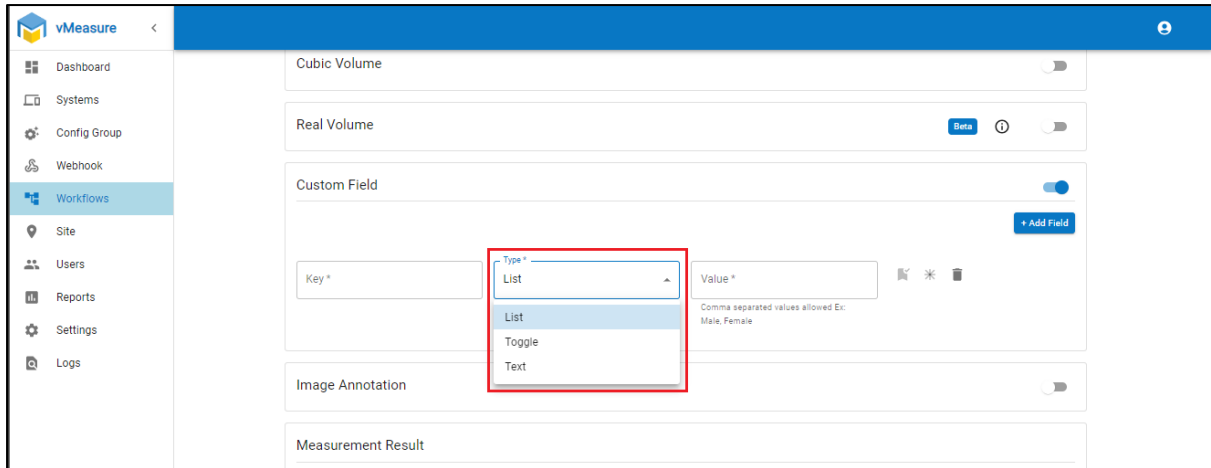 vMeasure
Dashboard
Systems
Config Group
Webhook
Workflows
Site
Users
Reports
Settings
Logs
Cubic Volume
Real Volume
Beta
Custom Field
+ Add Field
Key *
Type *
List
Value *
Comma separated values allowed Ex:
Male, Female
List
Toggle
Text
Image Annotation
Measurement Result